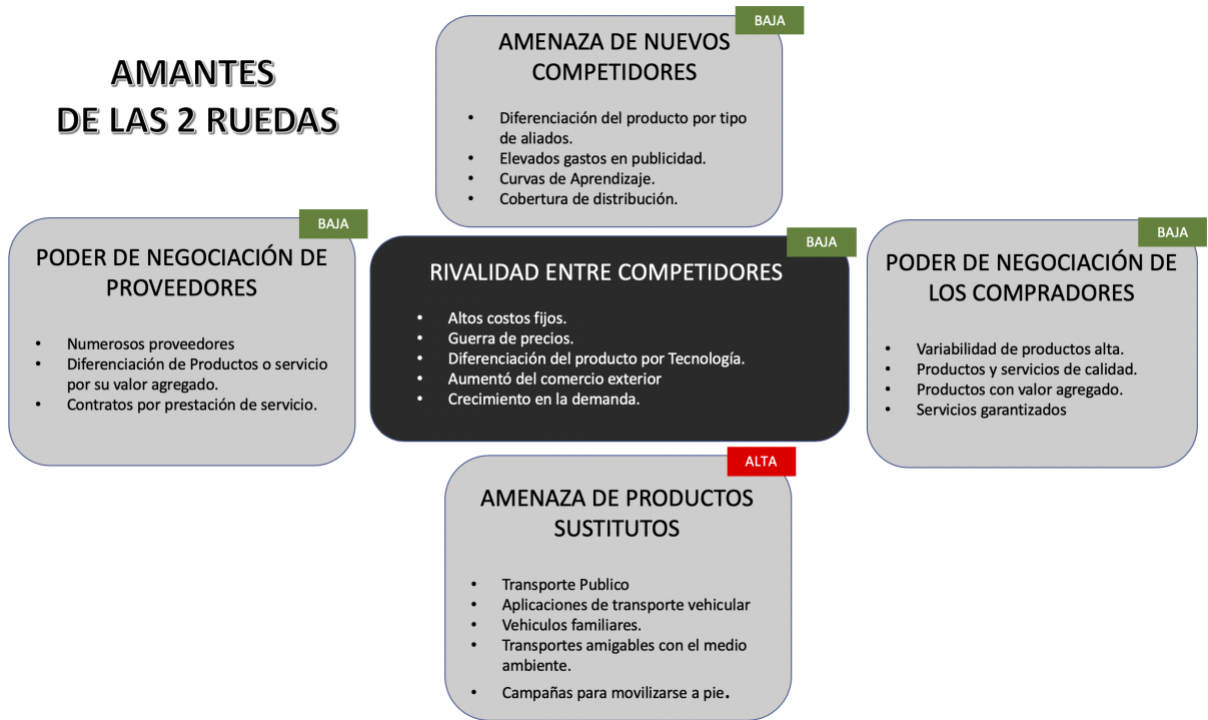 AMANTES
DE LAS 2 RUEDAS
BAJA
AMENAZA DE NUEVOS
COMPETIDORES
• Diferenciación del producto por tipo
de aliados.
• Elevados gastos en publicidad.
• Curvas de Aprendizaje.
• Cobertura de distribución.
BAJA
PODER DE NEGOCIACIÓN DE
PROVEEDORES
• Numerosos proveedores
• Diferenciación de Productos o servicio
por su valor agregado.
• Contratos por prestación de servicio.
BAJA
RIVALIDAD ENTRE COMPETIDORES
• Altos costos fijos.
• Guerra de precios.
• Diferenciación del producto por Tecnología.
• Aumentó del comercio exterior
• Crecimiento en la demanda.
BAJA
PODER DE NEGOCIACIÓN DE
LOS COMPRADORES
• Variabilidad de productos alta.
• Productos y servicios de calidad.
• Productos con valor agregado.
• Servicios garantizados
ALTA
AMENAZA DE PRODUCTOS
SUSTITUTOS
• Transporte Publico
• Aplicaciones de transporte vehicular
• Vehiculos familiares.
• Transportes amigables con el medio
ambiente.
• Campañas para movilizarse a pie.